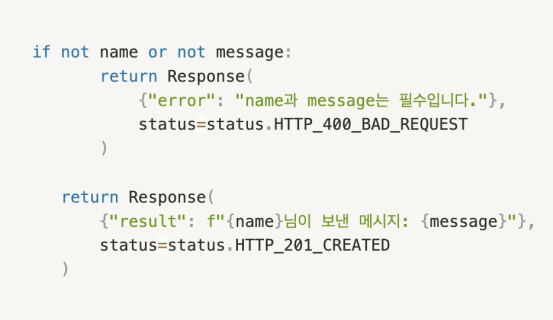 if not name or not message:
        return Response(
            {"error": "name과 message는 필수입니다."},
            status=status.HTTP_400_BAD_REQUEST
        )

    return Response(
        {"result": f"{name}님이 보낸 메시지: {message}"},
        status=status.HTTP_201_CREATED
    )